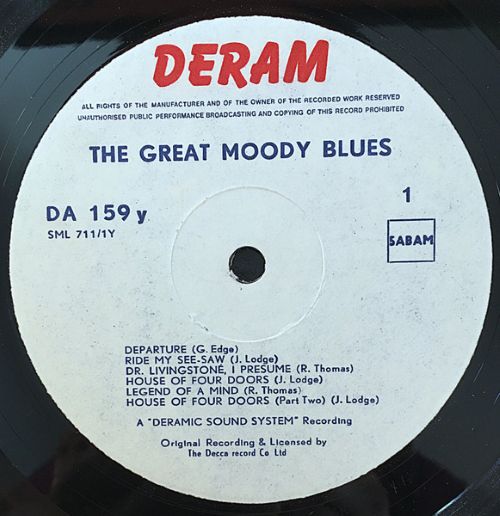 DERAM
ALL RIGHTS OF THE MANUFACTURER AND OF THE OWNER OF THE RECORDED WORK RESERVED
UNAUTHORISED PUBLIC PERFORMANCE BROADCASTING AND COPYING OF THIS RECORD PROHIBITED
THE GREAT MOODY BLUES
DA 159 y
1
SML 711/1Y
SABAM
DEPARTURE (G. Edge)
RIDE MY SEE-SAW (J. Lodge)
DR. LIVINGSTONE, I PRESUME (R. Thomas)
HOUSE OF FOUR DOORS (J. Lodge)
LEGEND OF A MIND (R. Thomas)
HOUSE OF FOUR DOORS (Part Two) (J. Lodge)
A "DERAMIC SOUND SYSTEM" Recording
Original Recording & Licensed by
The Decca record Co Ltd